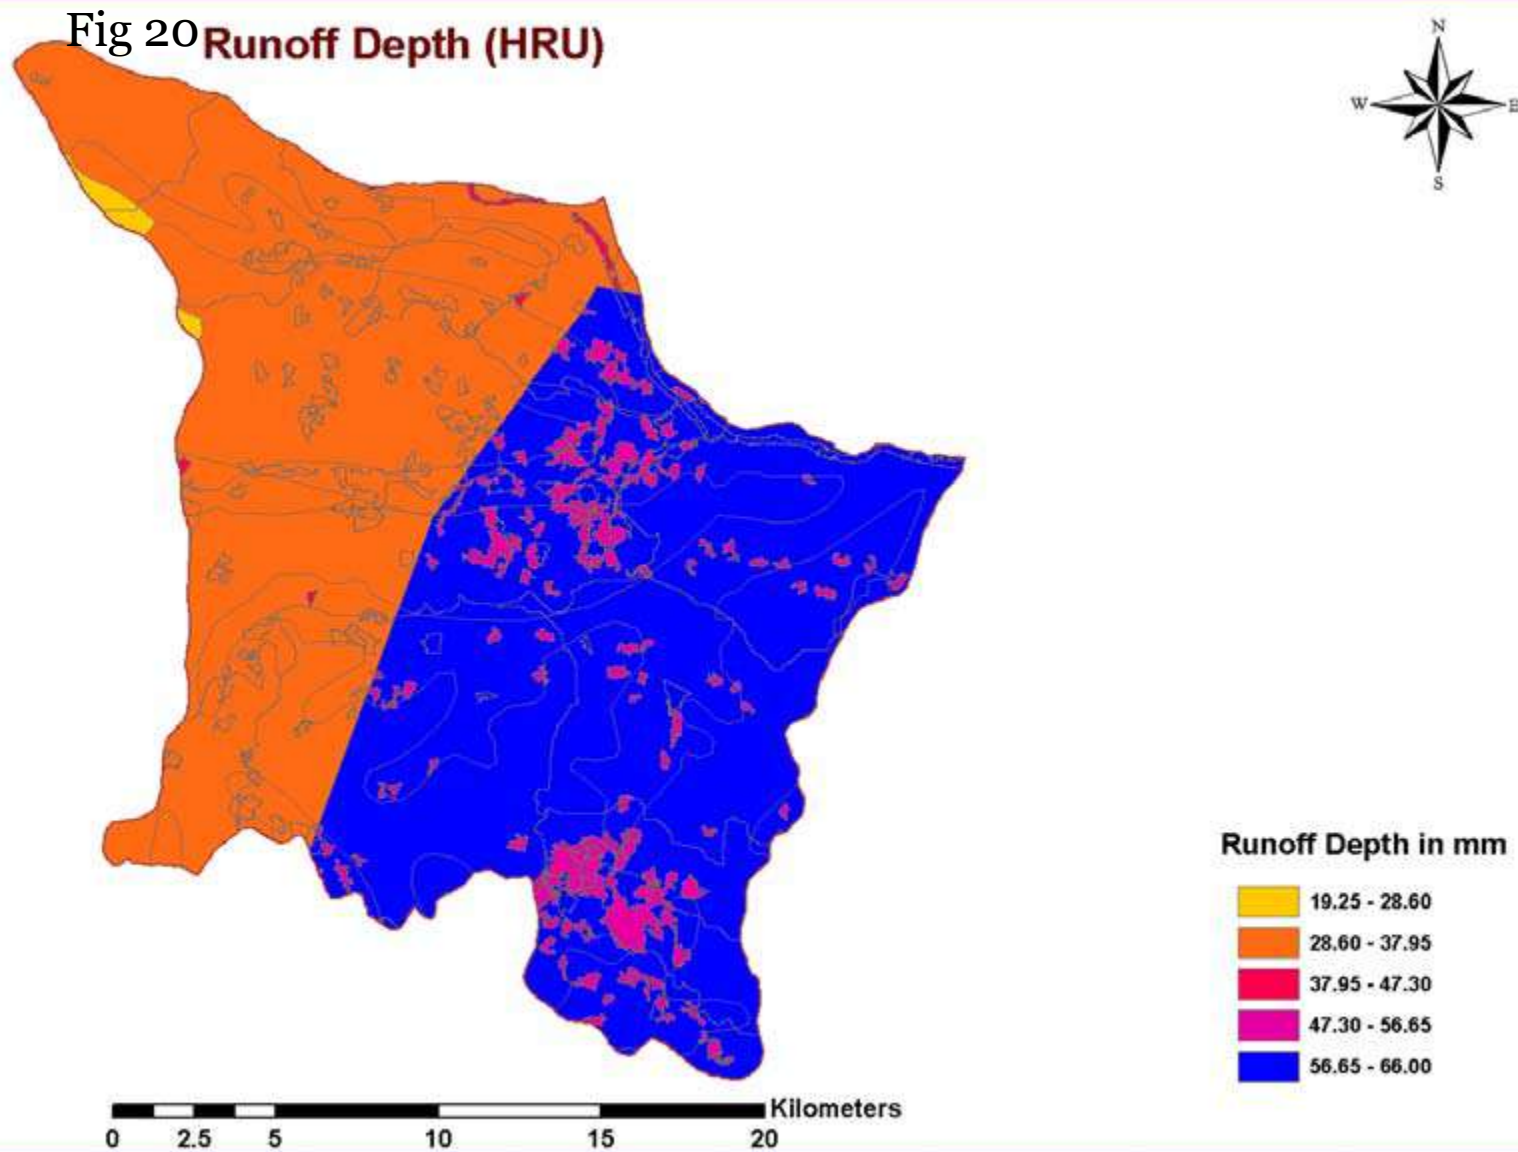 Fig 20
Runoff Depth (HRU)
N
W E
S
Runoff Depth in mm
19.25 - 28.60
28.60 - 37.95
37.95 - 47.30
47.30 - 56.65
56.65 - 66.00
Kilometers
0 2.5 5 10 15 20